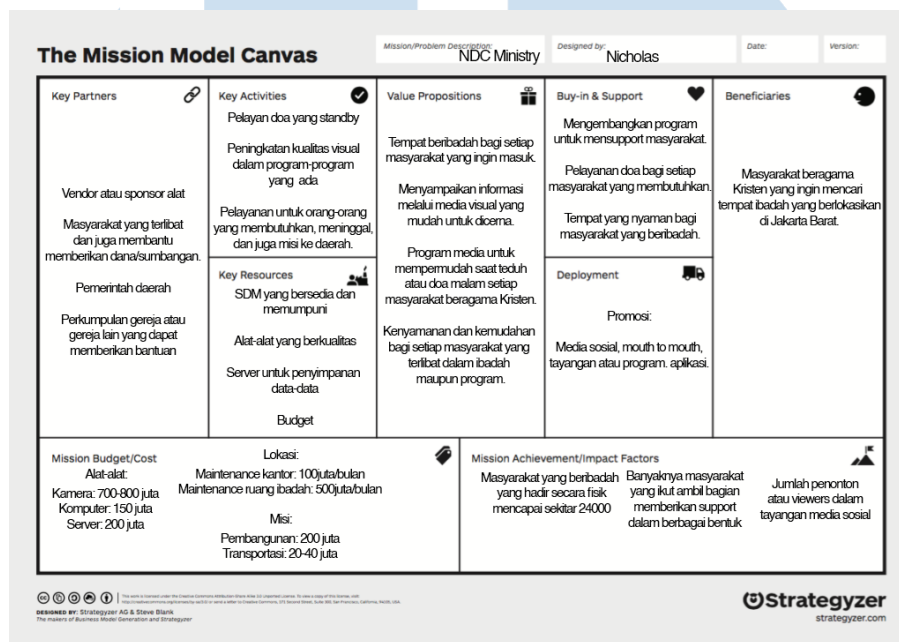 The Mission Model Canvas
Mission/Problem Description:
NDC Ministry
Designed by:
Nicholas
Date:
Version:
Key Partners
Vendor atau sponsor alat
Masyarakat yang terlibat
dan juga membantu
memberikan dana/sumbangan.
Pemerintah daerah
Perkumpulan gereja atau
gereja lain yang dapat
memberikan bantuan
Key Activities
Pelayan doa yang standby
Peningkatan kualitas visual
dalam program-program
yang ada
Pelayanan untuk orang-orang
yang membutuhkan, meninggal,
dan juga misi ke daerah.
Key Resources
SDM yang bersedia dan
memumpuni
Alat-alat yang berkualitas
Server untuk penyimpanan
data-data
Budget
Value Propositions
Tempat beribadah bagi setiap
masyarakat yang ingin masuk.
Menyampaikan informasi
melalui media visual yang
mudah untuk dicerna.
Program media untuk
mempermudah saat teduh
atau doa malam setiap
masyarakat beragama Kristen.
Kenyamanan dan kemudahan
bagi setiap masyarakat yang
terlibat dalam ibadah
maupun program.
Buy-in & Support
Mengembangkan program
untuk mensupport masyarakat.
Pelayanan doa bagi setiap
masyarakat yang membutuhkan.
Tempat yang nyaman bagi
masyarakat yang beribadah.
Deployment
Promosi:
Media sosial, mouth to mouth,
tayangan atau program. aplikasi.
Beneficiaries
Masyarakat beragama
Kristen yang ingin mencari
tempat ibadah yang berlokasikan
di Jakarta Barat.
Mission Budget/Cost
Alat-alat:
Kamera: 700-800 juta
Komputer: 150 juta
Server: 200 juta
Lokasi:
Maintenance kantor: 100juta/bulan
Maintenance ruang ibadah: 500juta/bulan
Misi:
Pembangunan: 200 juta
Transportasi: 20-40 juta
Mission Achievement/Impact Factors
Masyarakat yang beribadah
yang hadir secara fisik
mencapai sekitar 24000
Banyaknya masyarakat
yang ikut ambil bagian
memberikan support
dalam berbagai bentuk
Jumlah penonton
atau viewers dalam
tayangan media sosial
DESIGNED BY: Strategyzer AG & Steve Blank
The makers of Business Model Generation and Strategyzer
Strategyzer
strategyzer.com